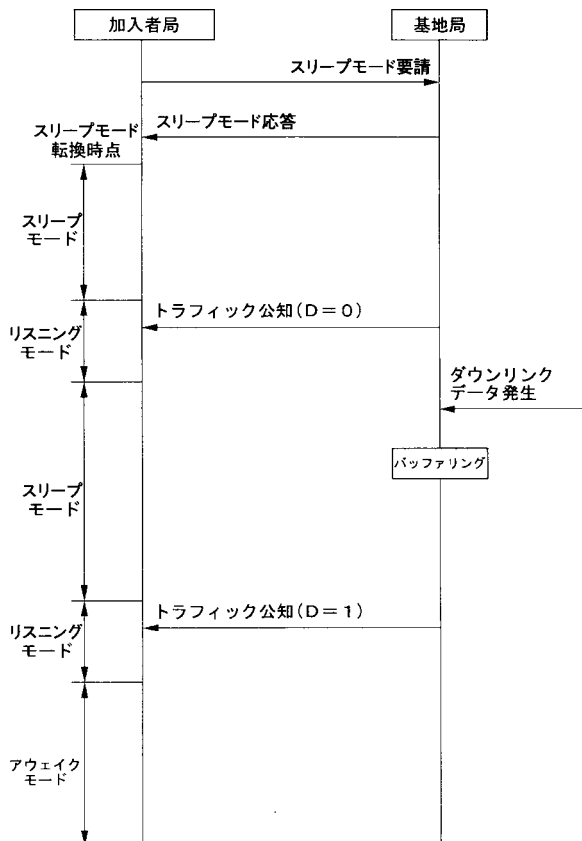 加入者局
基地局
スリープモード要請
スリープモード応答
スリープモード
転換時点
スリープ
モード
トラフィック公知(D=0)
リスニング
モード
ダウンリンク
データ発生
バッファリング
スリープ
モード
トラフィック公知(D=1)
リスニング
モード
アウェイク
モード